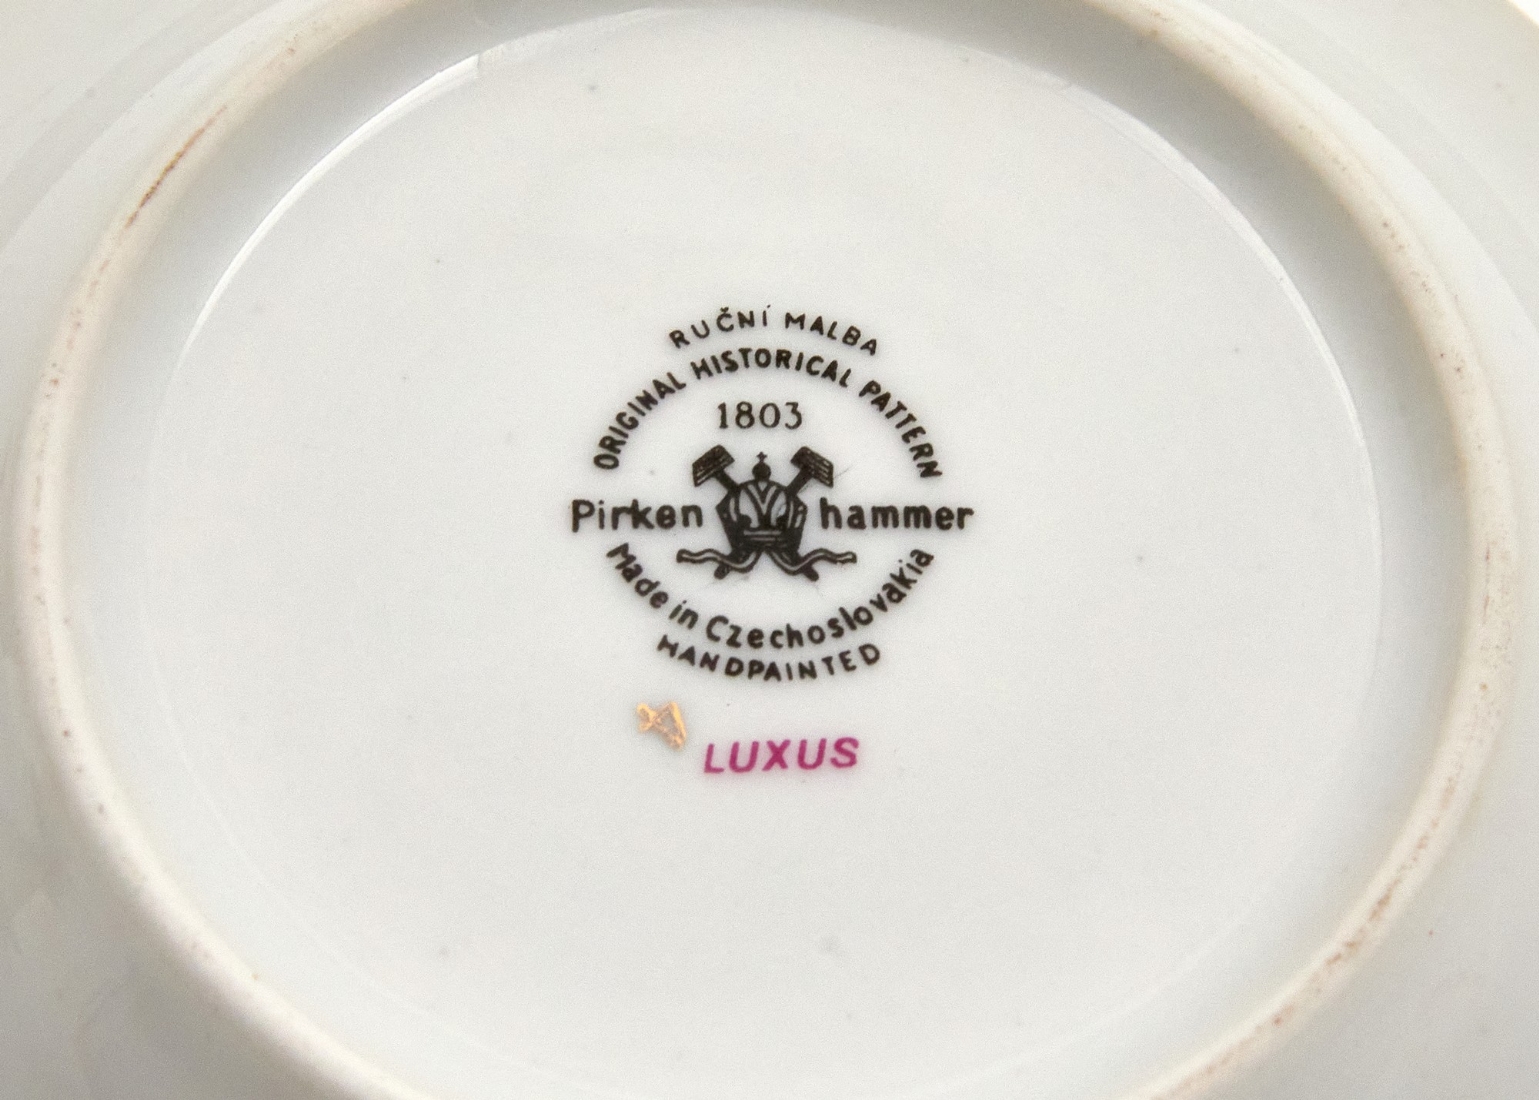 RUČNÍ MALBA
ORIGINAL HISTORICAL PATTERN
1803
Pirken hammer
Made in Czechoslovakia
HANDPAINTED
LUXUS